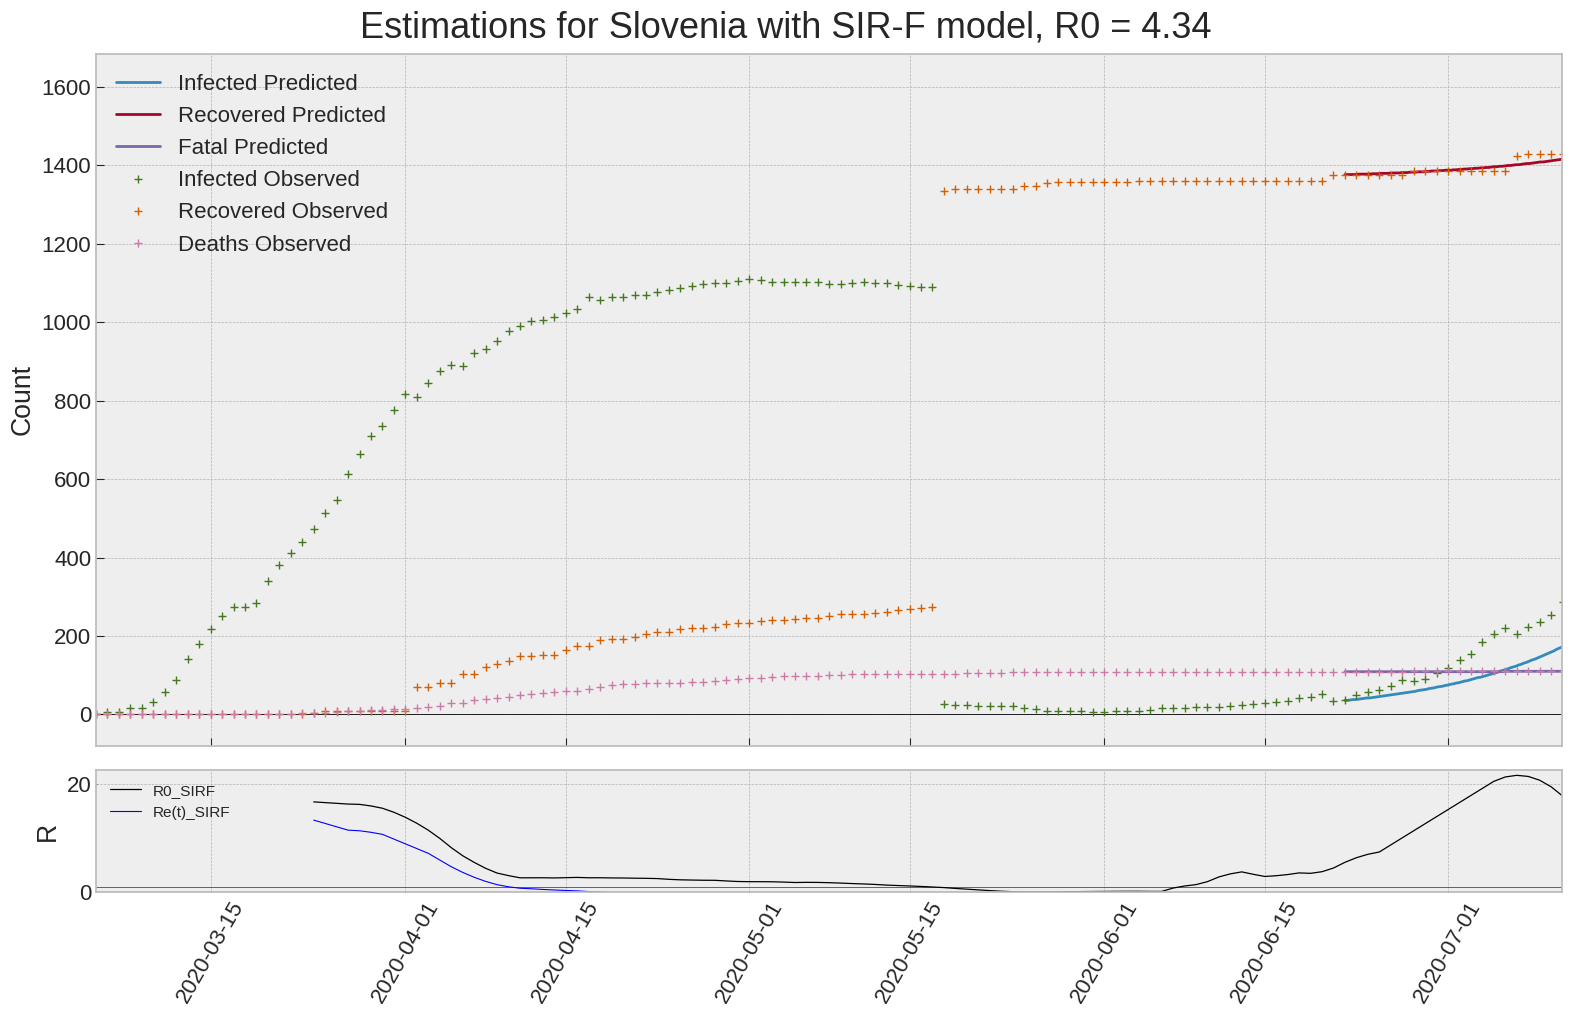 Estimations for Slovenia with SIR-F model, R0 = 4.34
Infected Predicted
Recovered Predicted
Fatal Predicted
Infected Observed
Recovered Observed
Deaths Observed
1600
1400
1200
1000
800
600
400
200
0
Count
R0_SIRF
Re(t)_SIRF
20
0
R
2020-03-15
2020-04-01
2020-04-15
2020-05-01
2020-05-15
2020-06-01
2020-06-15
2020-07-01